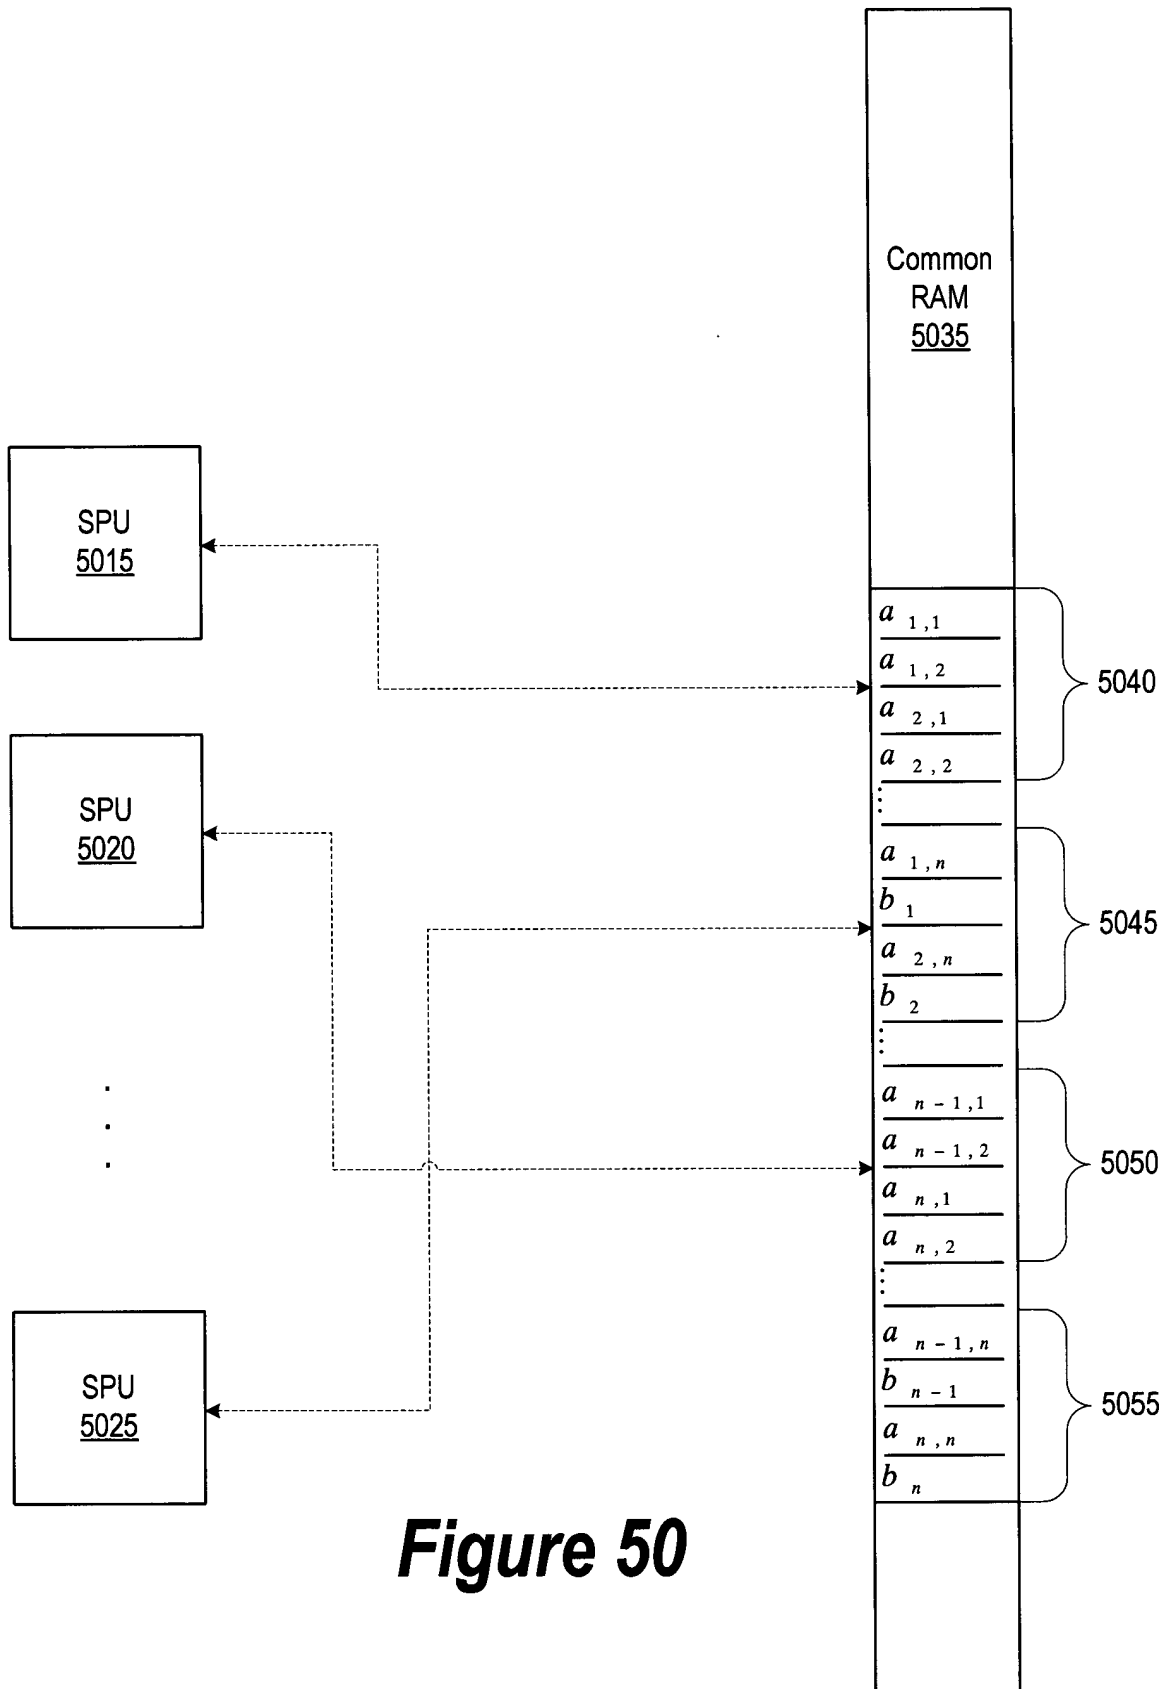 Common
RAM
5035
SPU
5015
SPU
5020
.
.
.
SPU
5025
a 1,1
a 1,2
a 2,1
a 2,2
⋮
a 1,n
b 1
a 2,n
b 2
⋮
a n-1,1
a n-1,2
a n,1
a n,2
⋮
a n-1,n
b n-1
a n,n
b n
5040
5045
5050
5055
Figure 50